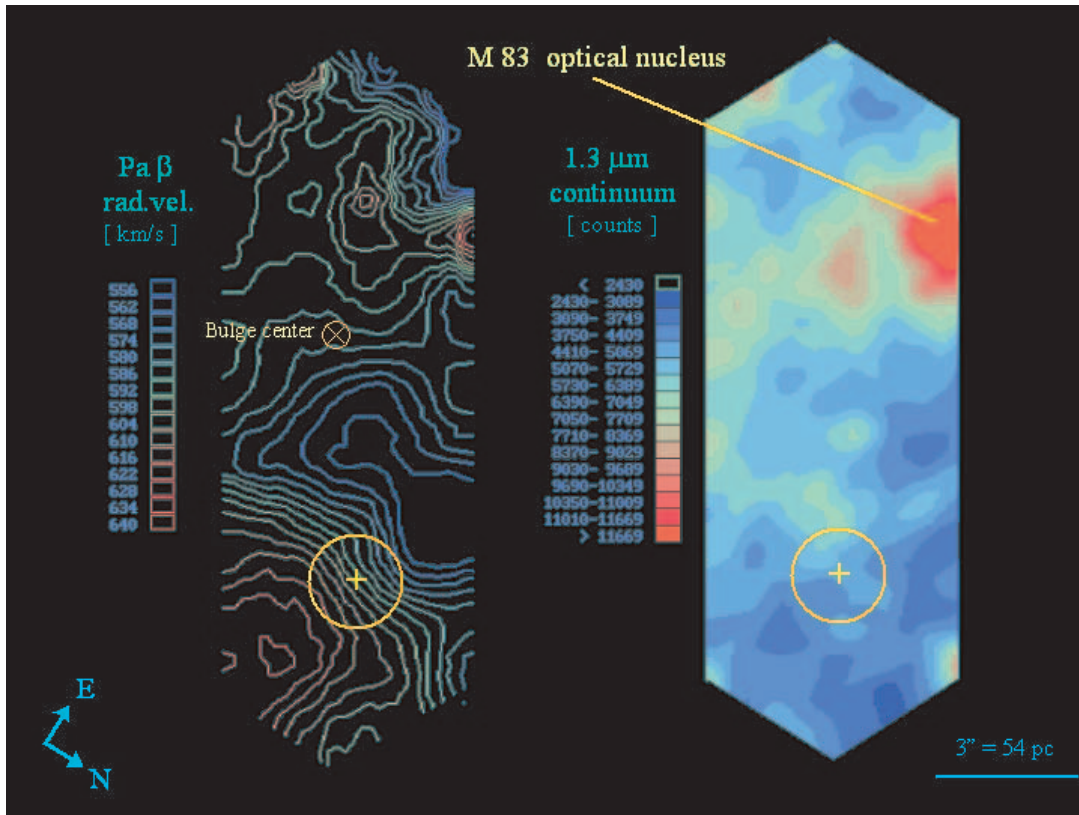 M 83 optical nucleus
Pa β
rad.vel.
[ km/s ]
1.3 μm
continuum
[ counts ]
556
562
568
574
580
586
592
598
604
610
616
622
628
634
640
Bulge center
< 2430
2430- 3089
3090- 3749
3750- 4409
4410- 5069
5070- 5729
5730- 6389
6390- 7049
7050- 7709
7710- 8369
8370- 9029
9030- 9689
9690-10349
10350-11009
11010-11669
> 11669
E
N
3” = 54 pc